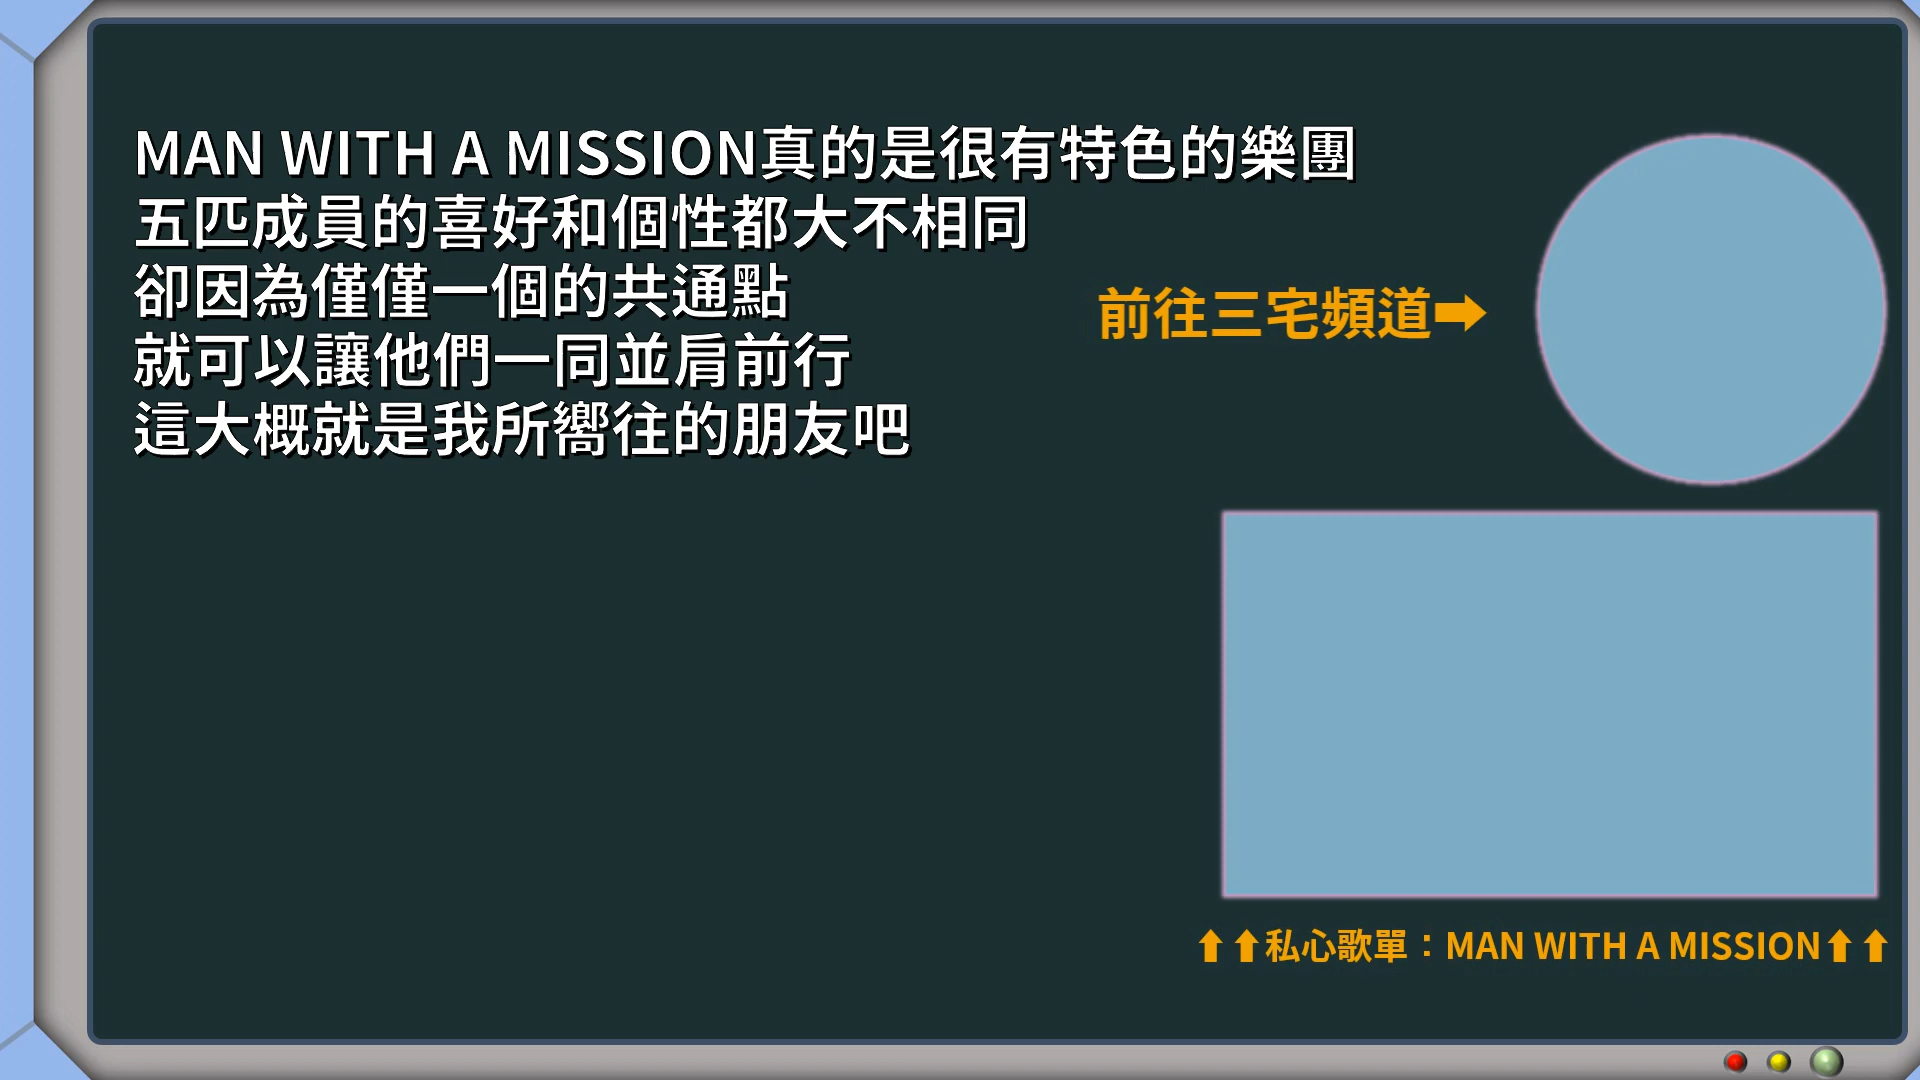 MAN WITH A MISSION真的是很有特色的樂團
五匹成員的喜好和個性都大不相同
卻因為僅僅一個的共通點
就可以讓他們一同並肩前行
這大概就是我所嚮往的朋友吧
前往三宅頻道➡
⬆⬆私心歌單：MAN WITH A MISSION⬆⬆